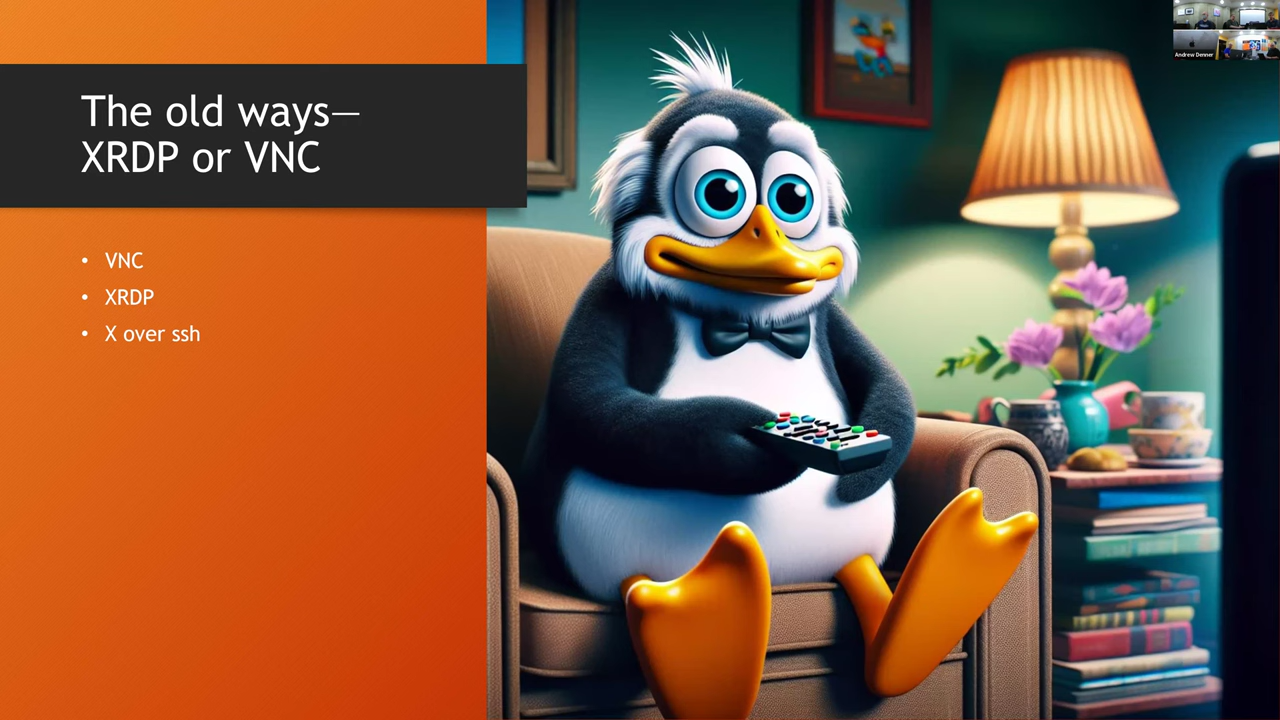 The old ways—
XRDP or VNC
• VNC
• XRDP
• X over ssh
Andrew Denner